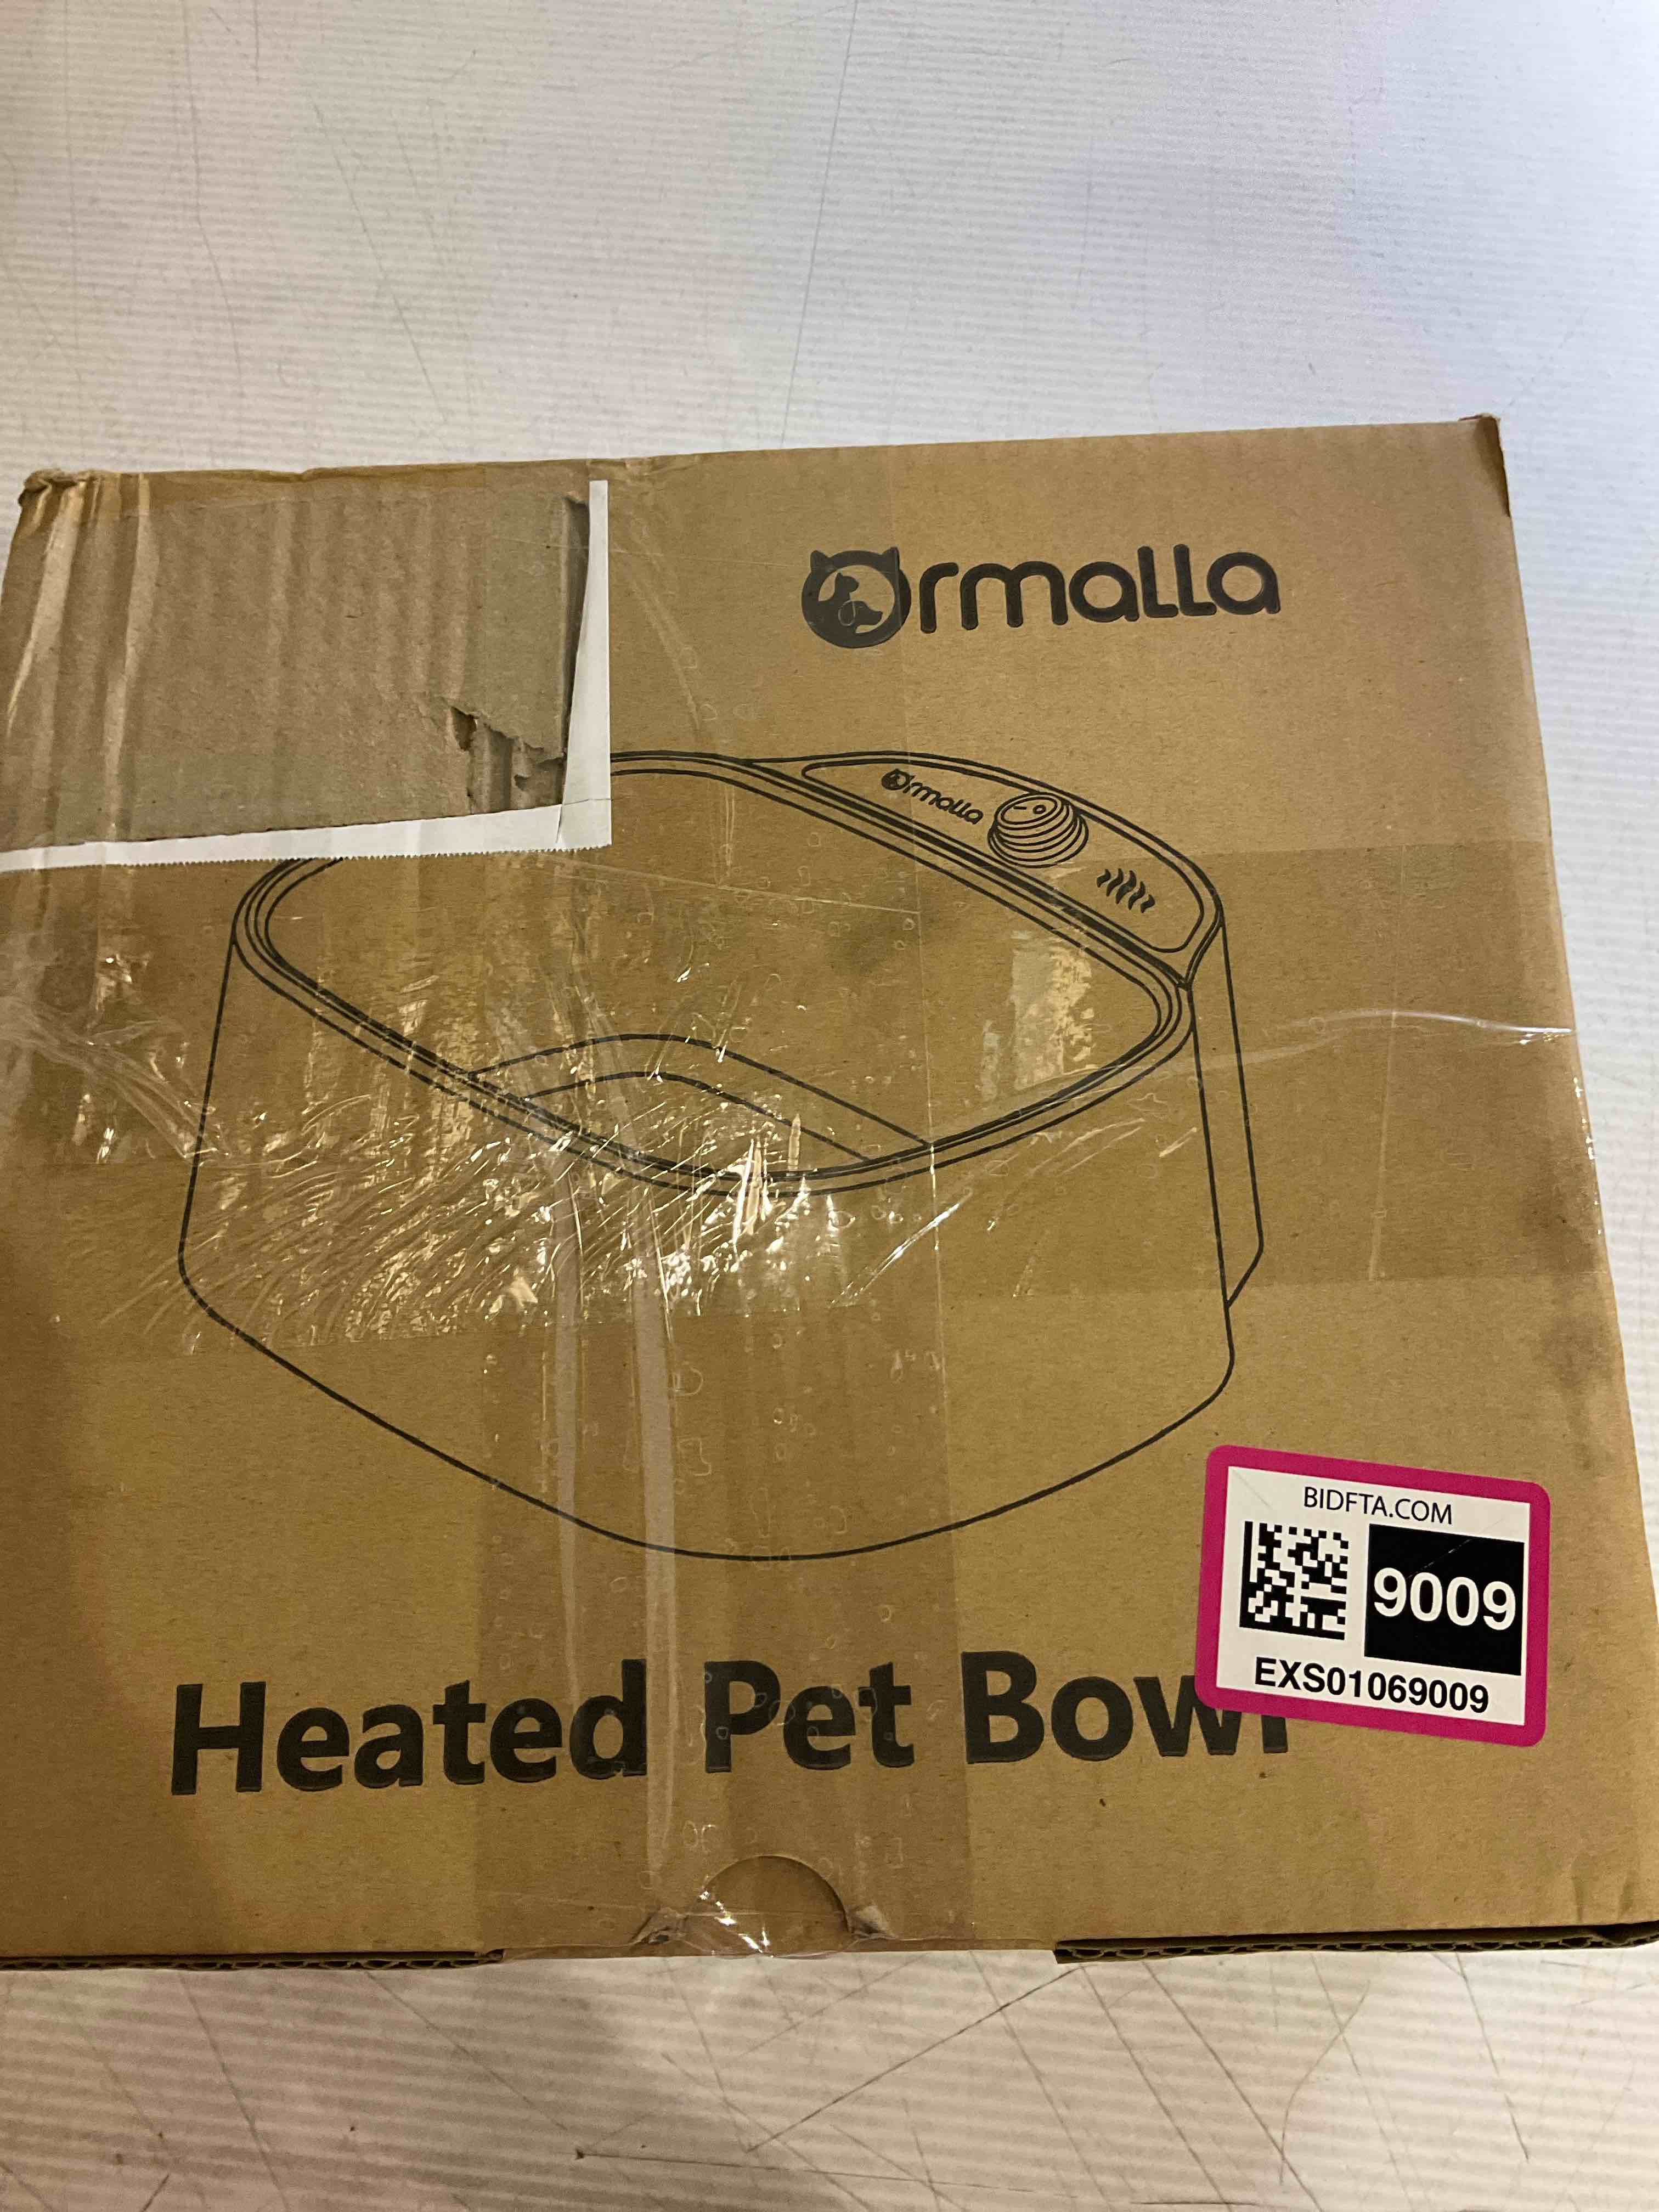 Ormalla
Ormalla
BIDFTA.COM
9009
EXS01069009
Heated Pet Bowl